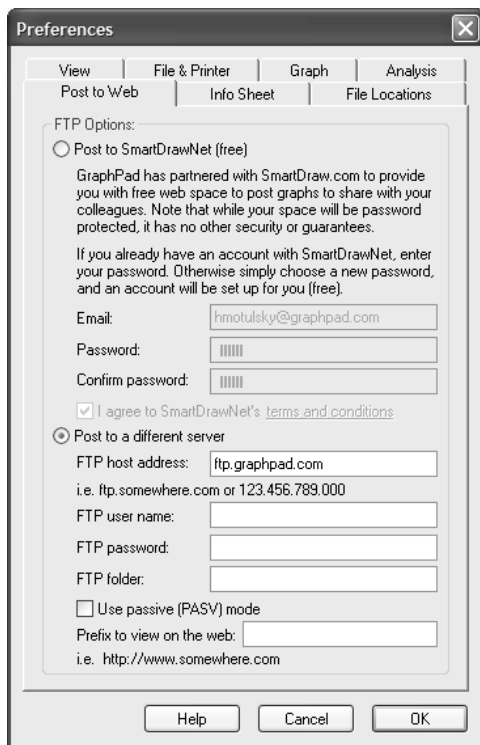 Preferences
View File & Printer Graph Analysis
Post to Web Info Sheet File Locations
FTP Options:
Post to SmartDrawNet (free)
GraphPad has partnered with SmartDraw.com to provide
you with free web space to post graphs to share with your
colleagues. Note that while your space will be password
protected, it has no other security or guarantees.
If you already have an account with SmartDrawNet, enter
your password. Otherwise simply choose a new password,
and an account will be set up for you (free).
Email: hmotulsky@graphpad.com
Password:
Confirm password:
I agree to SmartDrawNet's terms and conditions
Post to a different server
FTP host address: ftp.graphpad.com
i.e. ftp.somewhere.com or 123.456.789.000
FTP user name:
FTP password:
FTP folder:
Use passive (PASV) mode
Prefix to view on the web:
i.e. http://www.somewhere.com
Help Cancel OK